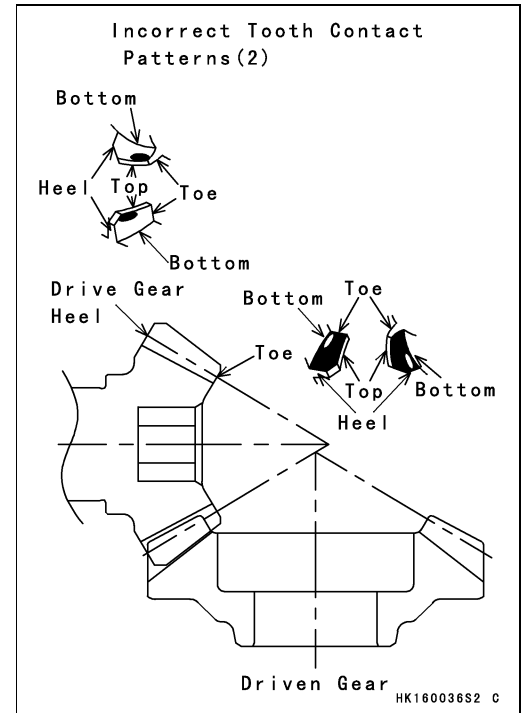 Incorrect Tooth Contact
Patterns(2)
Bottom
Heel
Top
Toe
Bottom
Drive Gear
Heel
Toe
Bottom
Toe
Top
Bottom
Heel
Driven Gear
HK160036S2 C